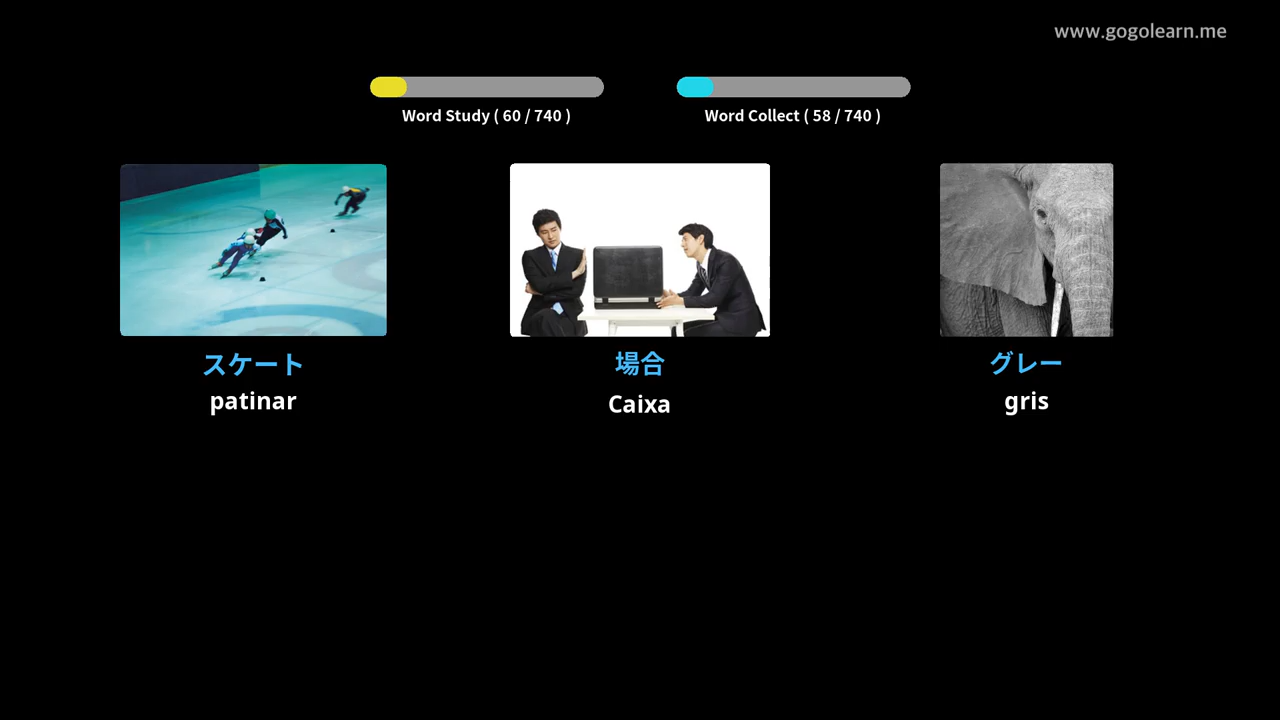 www.gogolearn.me
Word Study ( 60 / 740 )
Word Collect ( 58 / 740 )
スケート
patinar
場合
Caixa
グレー
gris